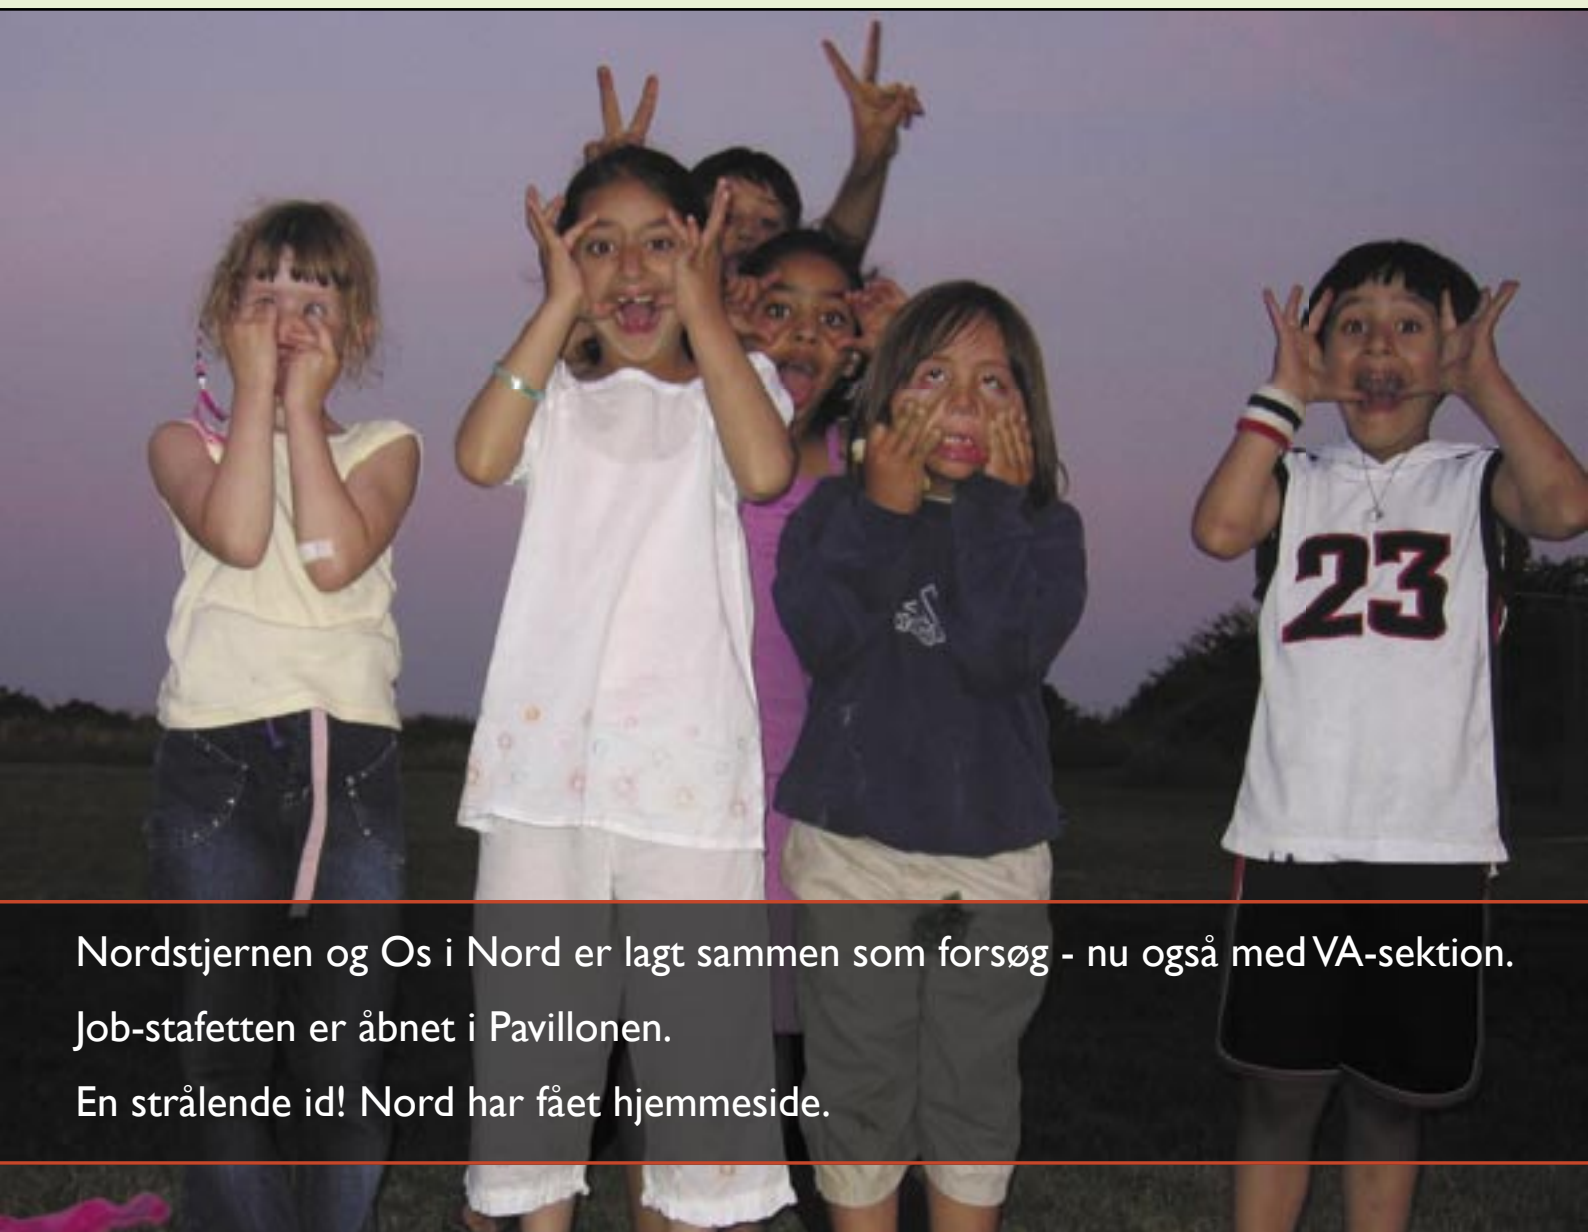 23
Nordstjernen og Os i Nord er lagt sammen som forsøg - nu også med VA-sektion.
Job-stafetten er åbnet i Pavillonen.
En strålende id! Nord har fået hjemmeside.